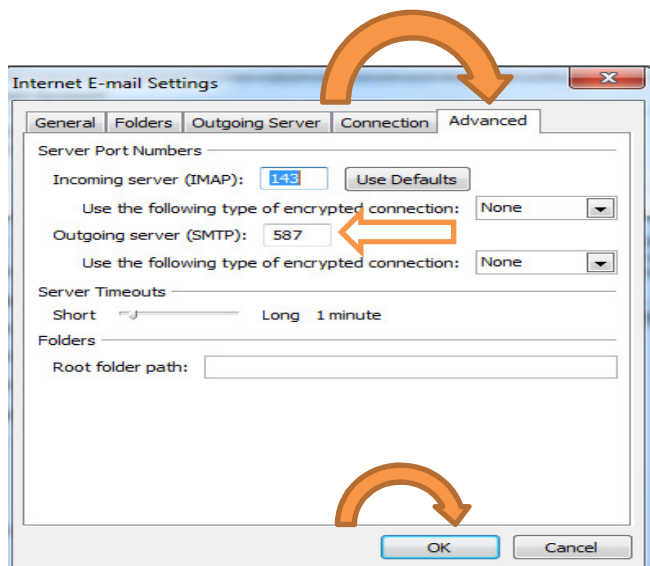 Internet E-mail Settings
General Folders Outgoing Server Connection Advanced
Server Port Numbers
Incoming server (IMAP): 143 Use Defaults
Use the following type of encrypted connection: None
Outgoing server (SMTP): 587
Use the following type of encrypted connection: None
Server Timeouts
Short Long 1 minute
Folders
Root folder path:
OK Cancel